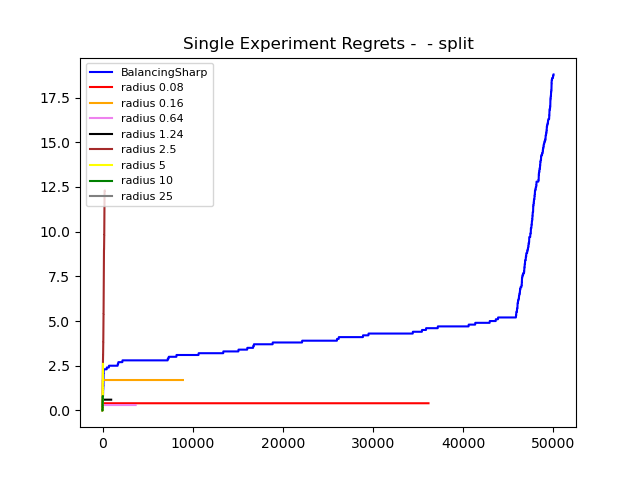 Single Experiment Regrets -  - split
BalancingSharp
radius 0.08
radius 0.16
radius 0.64
radius 1.24
radius 2.5
radius 5
radius 10
radius 25
17.5
15.0
12.5
10.0
7.5
5.0
2.5
0.0
0 10000 20000 30000 40000 50000